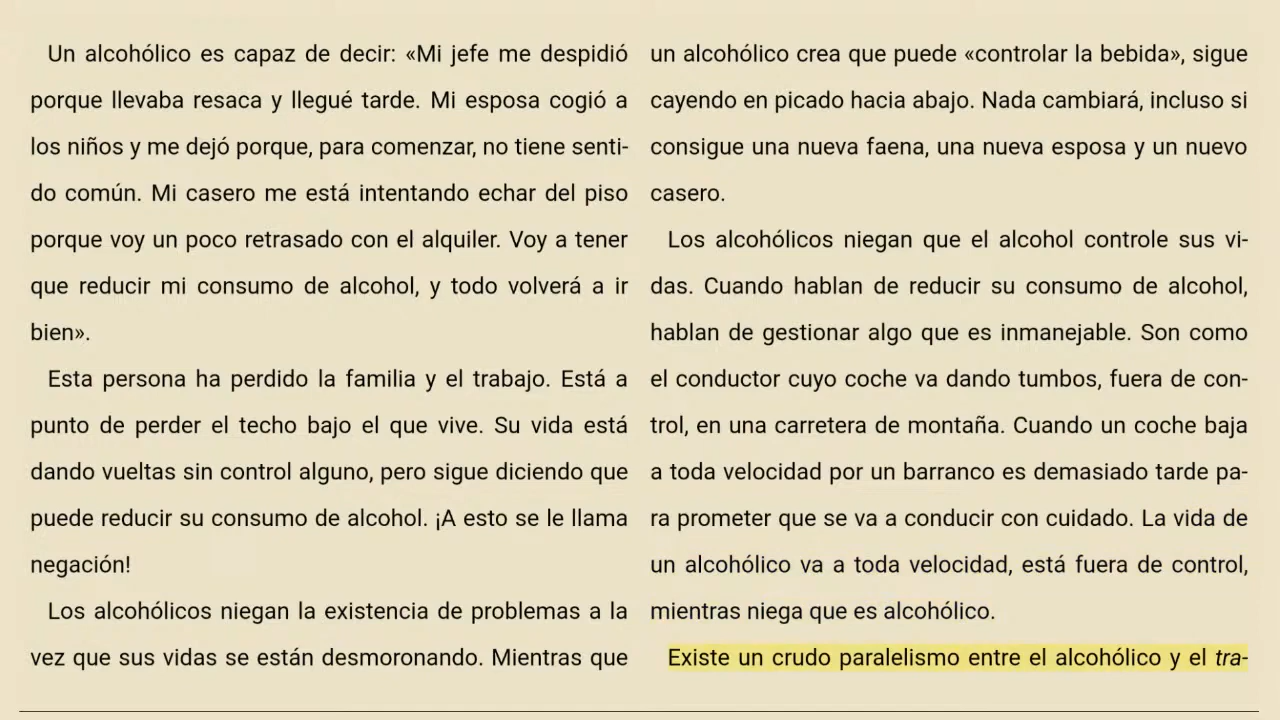 Un alcohólico es capaz de decir: «Mi jefe me despidió
porque llevaba resaca y llegué tarde. Mi esposa cogió a
los niños y me dejó porque, para comenzar, no tiene senti-
do común. Mi casero me está intentando echar del piso
porque voy un poco retrasado con el alquiler. Voy a tener
que reducir mi consumo de alcohol, y todo volverá a ir
bien».
Esta persona ha perdido la familia y el trabajo. Está a
punto de perder el techo bajo el que vive. Su vida está
dando vueltas sin control alguno, pero sigue diciendo que
puede reducir su consumo de alcohol. ¡A esto se le llama
negación!
Los alcohólicos niegan la existencia de problemas a la
vez que sus vidas se están desmoronando. Mientras que
un alcohólico crea que puede «controlar la bebida», sigue
cayendo en picado hacia abajo. Nada cambiará, incluso si
consigue una nueva faena, una nueva esposa y un nuevo
casero.
Los alcohólicos niegan que el alcohol controle sus vi-
das. Cuando hablan de reducir su consumo de alcohol,
hablan de gestionar algo que es inmanejable. Son como
el conductor cuyo coche va dando tumbos, fuera de con-
trol, en una carretera de montaña. Cuando un coche baja
a toda velocidad por un barranco es demasiado tarde pa-
ra prometer que se va a conducir con cuidado. La vida de
un alcohólico va a toda velocidad, está fuera de control,
mientras niega que es alcohólico.
Existe un crudo paralelismo entre el alcohólico y el tra-